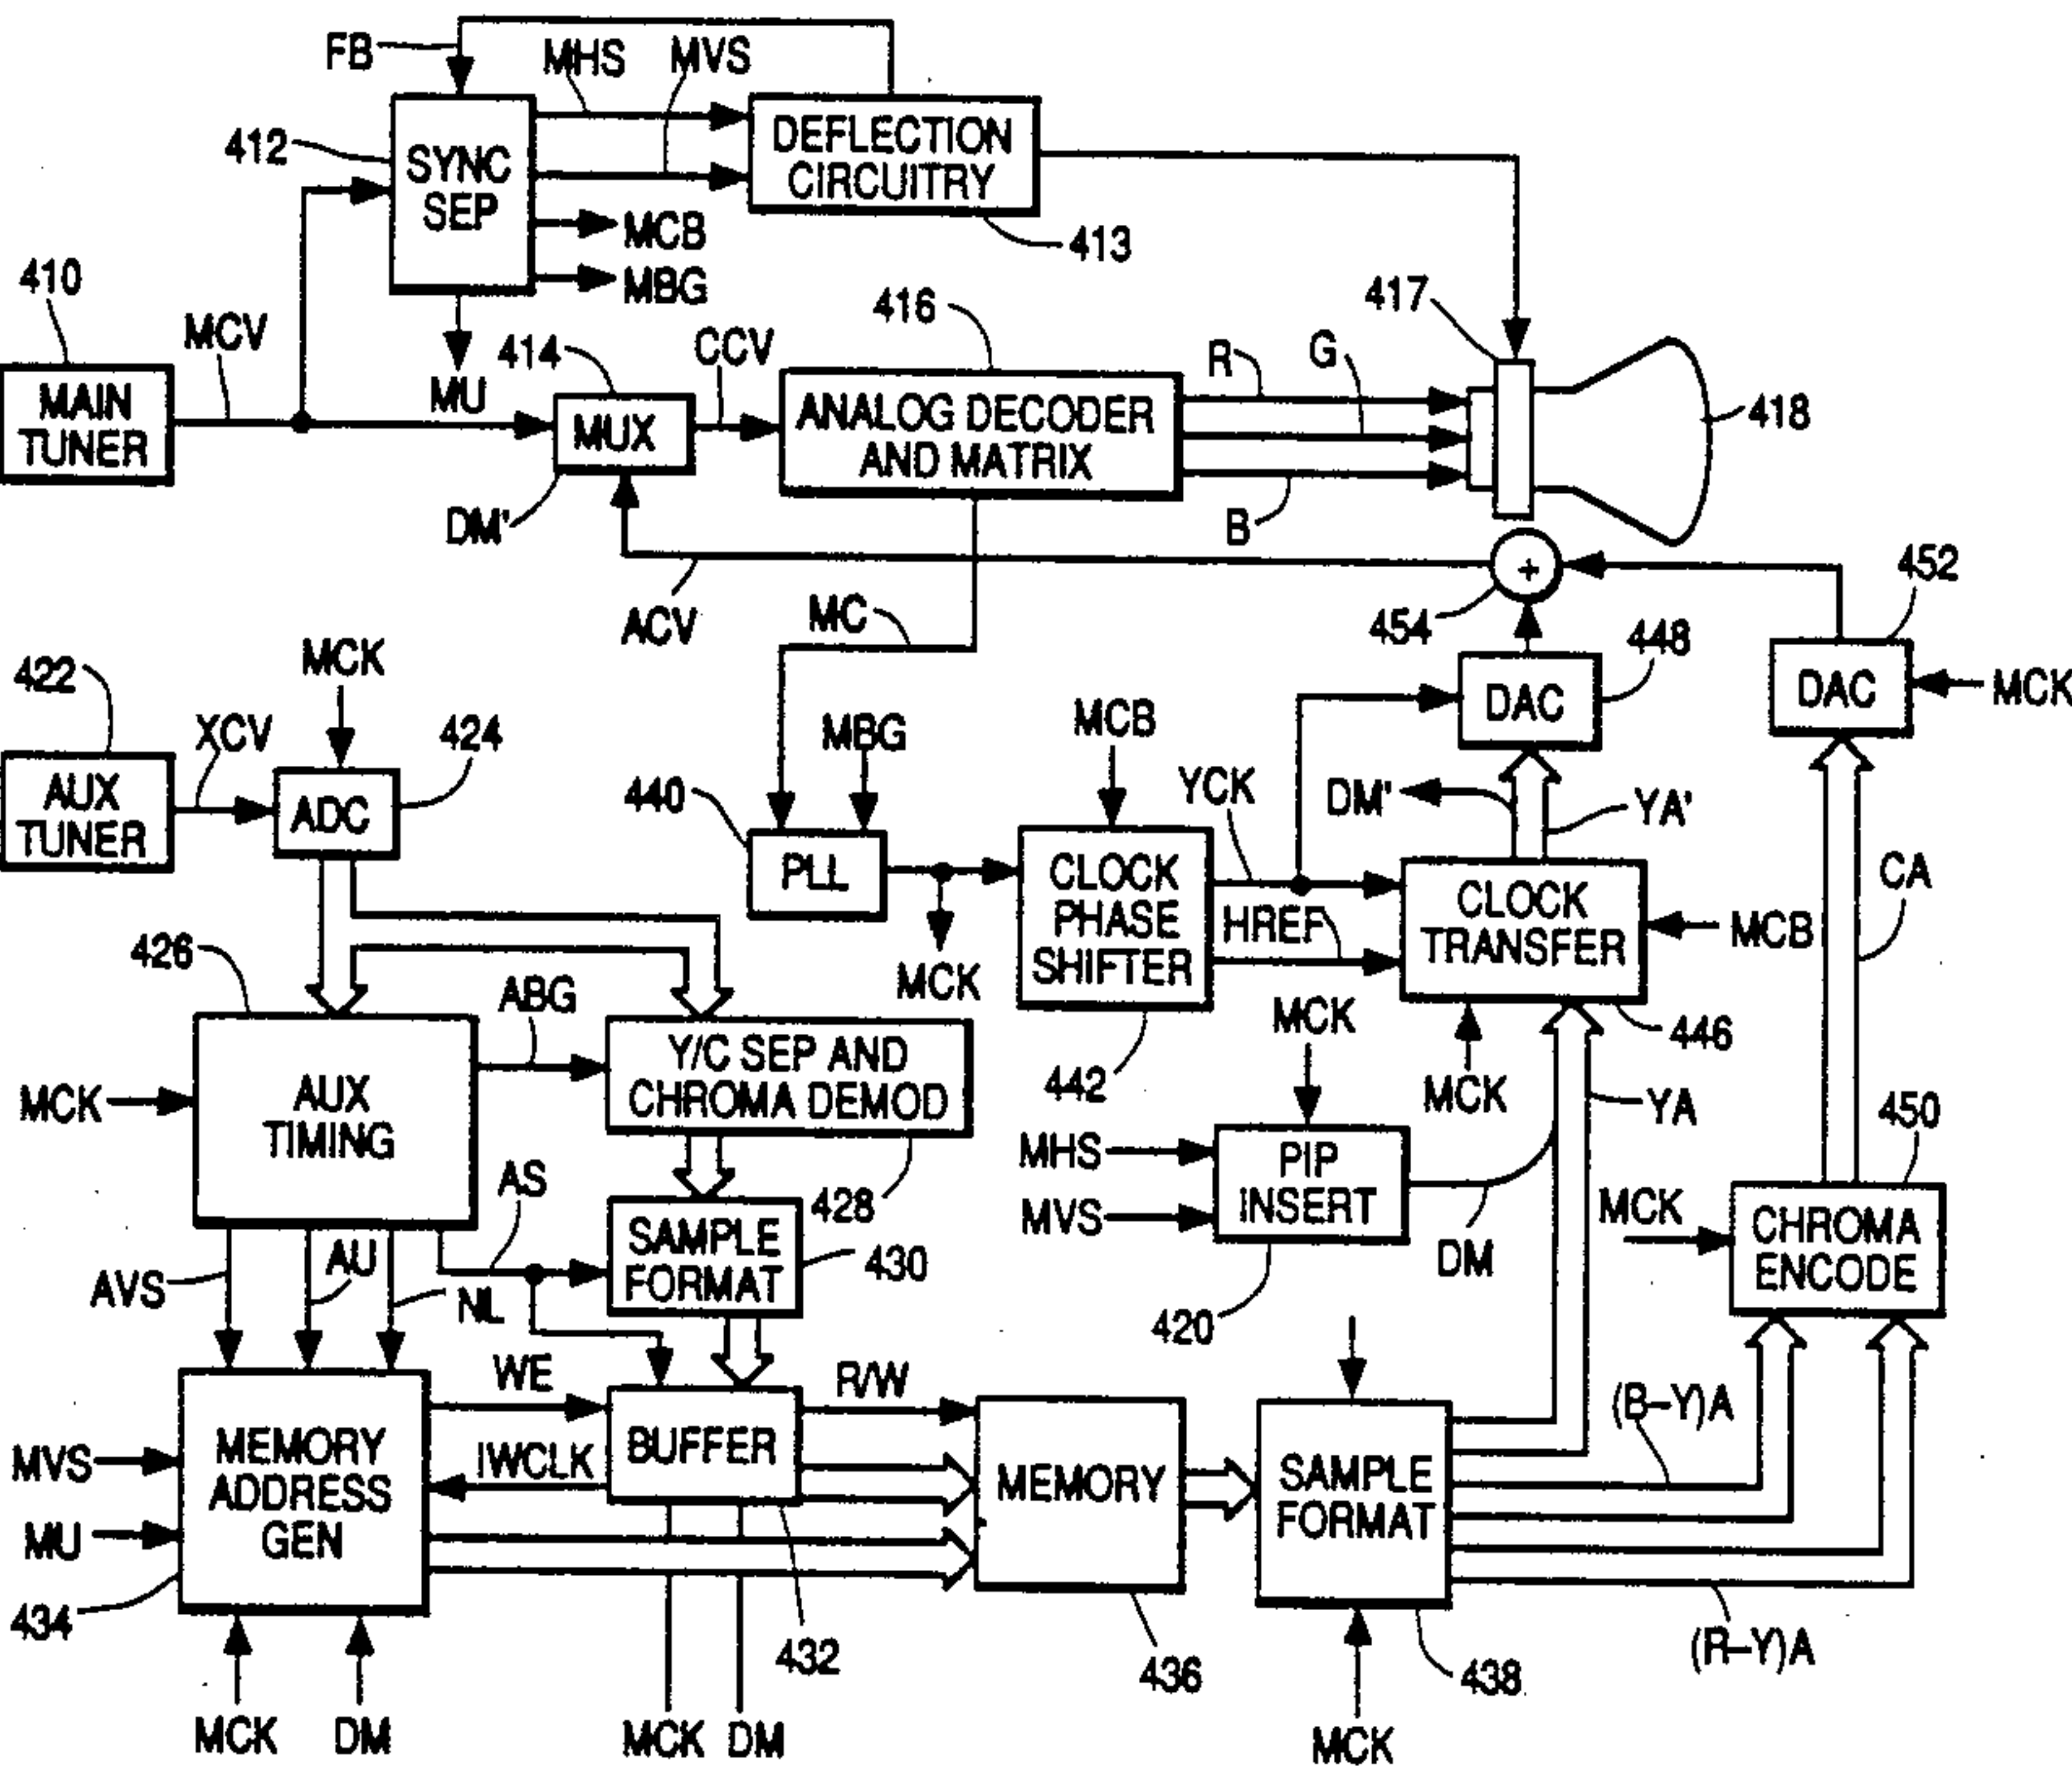 FB
MHS
MVS
412
SYNC
SEP
DEFLECTION
CIRCUITRY
413
MCB
MBG
410
MCV
MAIN
TUNER
MU
414
CCV
416
MUX
DM'
ANALOG DECODER
AND MATRIX
R
G
B
417
418
ACV
MC
454
+
452
448
DAC
DAC
MCK
422
MCK
XCV
424
AUX
TUNER
ADC
MBG
MCB
440
PLL
MCK
YCK
CLOCK
PHASE
SHIFTER
HREF
442
DM'
YA'
CLOCK
TRANSFER
MCB
446
MCK
CA
426
ABG
MCK
AUX
TIMING
Y/C SEP AND
CHROMA DEMOD
428
MCK
MHS
MVS
PIP
INSERT
420
DM
YA
450
MCK
CHROMA
ENCODE
AS
SAMPLE
FORMAT
430
AVS
AU
NL
WE
R/W
MVS
MU
MEMORY
ADDRESS
GEN
IWCLK
BUFFER
MEMORY
SAMPLE
FORMAT
(B-Y)A
(R-Y)A
434
432
436
438
MCK
DM
MCK
DM
MCK